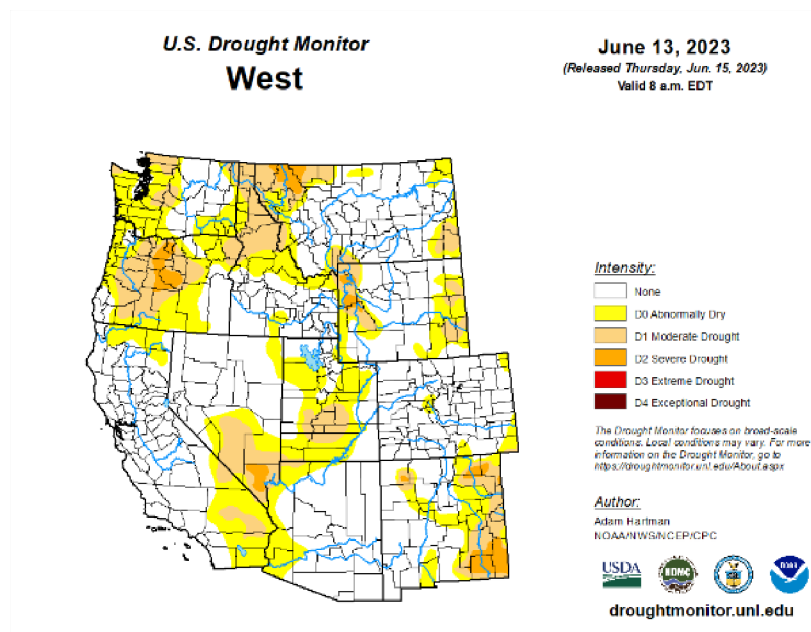 U.S. Drought Monitor
West
June 13, 2023
(Released Thursday, Jun. 15, 2023)
Valid 8 a.m. EDT
Intensity:
None
D0 Abnormally Dry
D1 Moderate Drought
D2 Severe Drought
D3 Extreme Drought
D4 Exceptional Drought
The Drought Monitor focuses on broad-scale
conditions. Local conditions may vary. For more
information on the Drought Monitor, go to
https://droughtmonitor.unl.edu/About.aspx
Author:
Adam Hartman
NOAA/NWS/NCEP/CPC
USDA
NDMC
NOAA
droughtmonitor.unl.edu